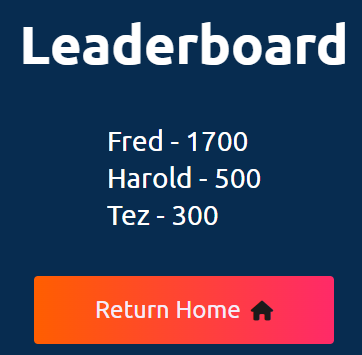 Leaderboard
Fred - 1700
Harold - 500
Tez - 300
Return Home